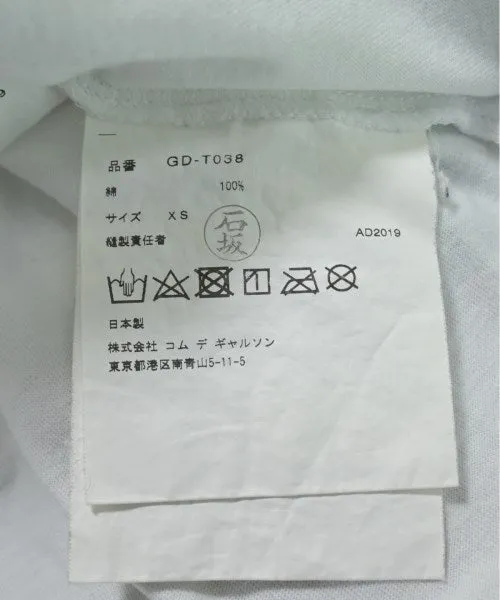 品番 GD-T038
綿 100%
サイズ XS
縫製責任者 石坂 AD2019
日本製
株式会社 コム デ ギャルソン
東京都港区南青山5-11-5